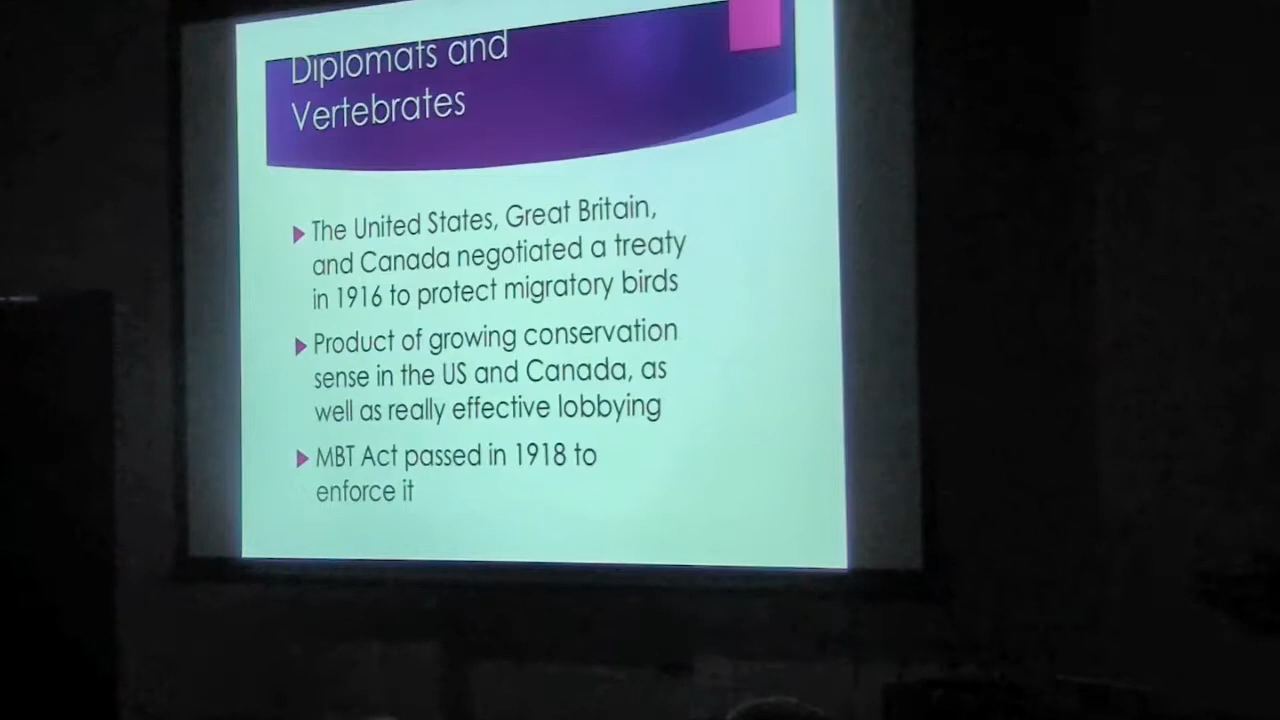 Diplomats and
Vertebrates
The United States, Great Britain,
and Canada negotiated a treaty
in 1916 to protect migratory birds
Product of growing conservation
sense in the US and Canada, as
well as really effective lobbying
MBT Act passed in 1918 to
enforce it